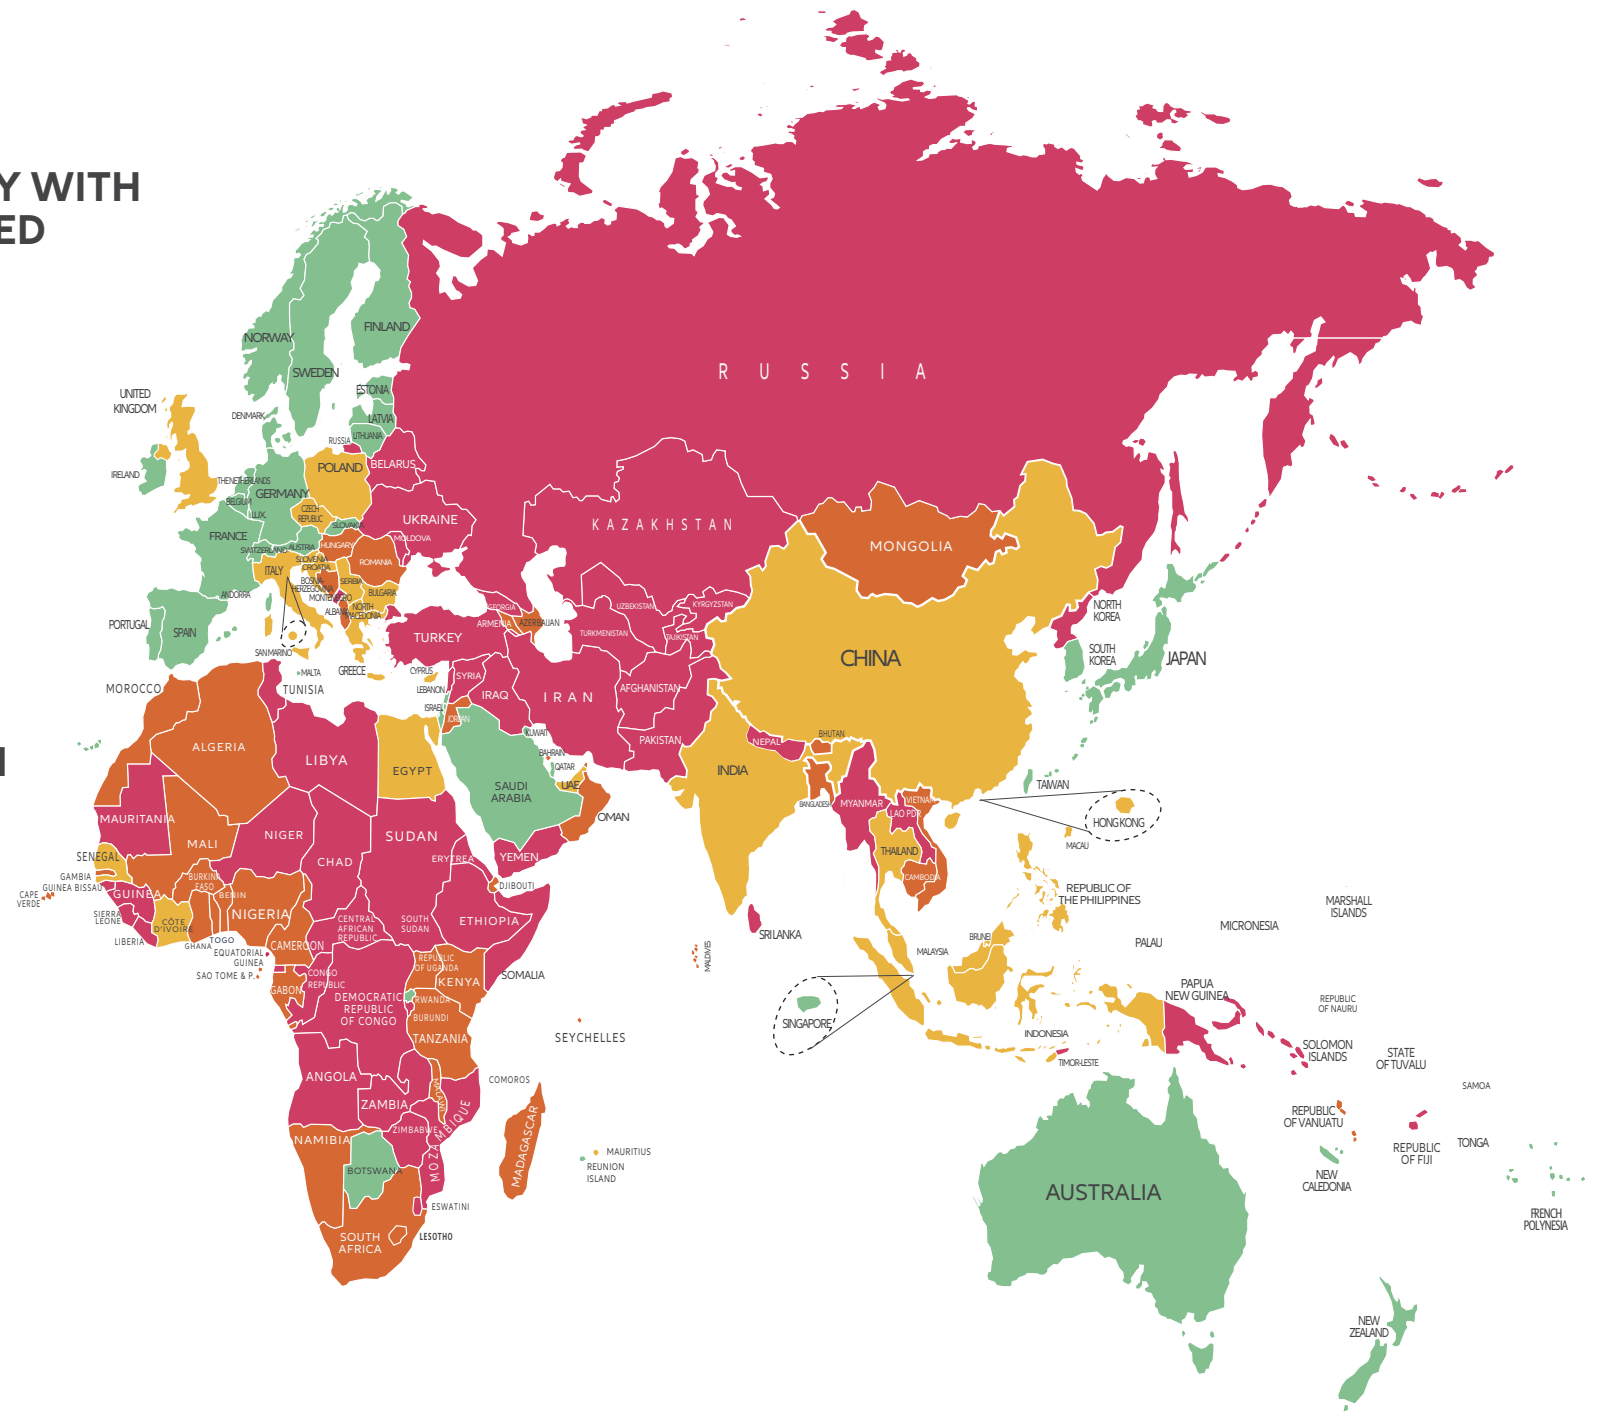 Y WITH
ED
N
RUSSIA
NORWAY
FINLAND
SWEDEN
ESTONIA
UNITED
KINGDOM
DENMARK
LATVIA
LITHUANIA
RUSSIA
IRELAND
THE NETHERLANDS
POLAND
BELARUS
BELGIUM
GERMANY
LUX.
CZECH
REPUBLIC
SLOVAKIA
UKRAINE
KAZAKHSTAN
FRANCE
SWITZERLAND
AUSTRIA
HUNGARY
MOLDOVA
MONGOLIA
SLOVENIA
CROATIA
ROMANIA
ITALY
BOSNIA
HERZEGOVINA
SERBIA
MONTENEGRO
BULGARIA
ANDORRA
ALBANIA
NORTH
MACEDONIA
GEORGIA
ARMENIA
AZERBAIJAN
UZBEKISTAN
KYRGYZSTAN
TURKMENISTAN
TAJIKISTAN
NORTH
KOREA
PORTUGAL
SPAIN
SAN MARINO
TURKEY
CHINA
SOUTH
KOREA
JAPAN
MALTA
GREECE
CYPRUS
SYRIA
MOROCCO
TUNISIA
LEBANON
IRAQ
IRAN
AFGHANISTAN
ISRAEL
JORDAN
ALGERIA
LIBYA
EGYPT
KUWAIT
PAKISTAN
NEPAL
BHUTAN
BAHRAIN
QATAR
SAUDI
ARABIA
UAE
INDIA
TAIWAN
OMAN
BANGLADESH
MYANMAR
VIETNAM
LAO PDR
HONG KONG
MAURITANIA
MALI
NIGER
SUDAN
CHAD
ERYTREA
YEMEN
THAILAND
MACAU
SENEGAL
GAMBIA
GUINEA BISSAU
CAPE
VERDE
GUINEA
BURKINA
FASO
BENIN
DJIBOUTI
CAMBODIA
REPUBLIC OF
THE PHILIPPINES
SIERRA
LEONE
CÔTE
D'IVOIRE
NIGERIA
CENTRAL
AFRICAN
REPUBLIC
SOUTH
SUDAN
ETHIOPIA
MARSHALL
ISLANDS
LIBERIA
GHANA
TOGO
CAMEROON
SRI LANKA
MICRONESIA
EQUATORIAL
GUINEA
SAO TOME & P.
MALDIVES
BRUNEI
MALAYSIA
PALAU
GABON
CONGO
REPUBLIC
REPUBLIC
OF UGANDA
KENYA
SOMALIA
DEMOCRATIC
REPUBLIC
OF CONGO
RWANDA
BURUNDI
SINGAPORE
PAPUA
NEW GUINEA
REPUBLIC
OF NAURU
TANZANIA
SEYCHELLES
INDONESIA
SOLOMON
ISLANDS
STATE
OF TUVALU
TIMOR-LESTE
ANGOLA
ZAMBIA
MALAWI
COMOROS
SAMOA
ZIMBABWE
MOZAMBIQUE
MADAGASCAR
REPUBLIC
OF VANUATU
NAMIBIA
MAURITIUS
REUNION
ISLAND
REPUBLIC
OF FIJI
TONGA
BOTSWANA
NEW
CALEDONIA
AUSTRALIA
ESWATINI
FRENCH
POLYNESIA
SOUTH
AFRICA
LESOTHO
NEW
ZEALAND